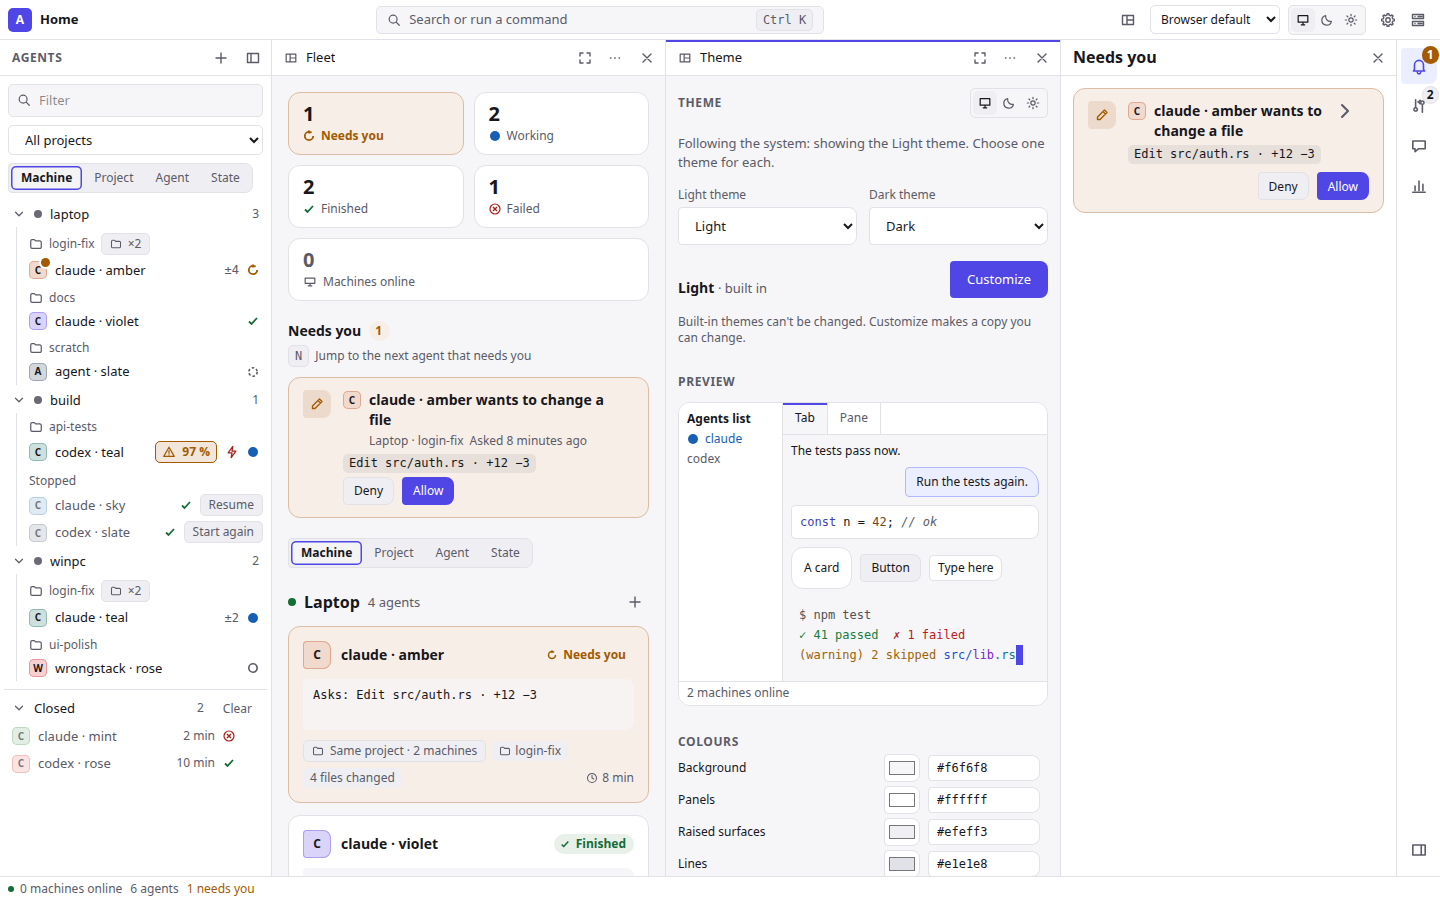 A Home
Search or run a command Ctrl K
Browser default
AGENTS
Filter
All projects
Machine Project Agent State
laptop 3
login-fix ×2
C claude · amber ±4
docs
C claude · violet
scratch
A agent · slate
build 1
api-tests
C codex · teal 97 %
Stopped
C claude · sky Resume
C codex · slate Start again
winpc 2
login-fix ×2
C claude · teal ±2
ui-polish
W wrongstack · rose
Closed 2 Clear
C claude · mint 2 min
C codex · rose 10 min
Fleet
1
Needs you
2
Working
2
Finished
1
Failed
0
Machines online
Needs you 1
N Jump to the next agent that needs you
C claude · amber wants to change a
file
Laptop · login-fix Asked 8 minutes ago
Edit src/auth.rs · +12 −3
Deny Allow
Machine Project Agent State
Laptop 4 agents
C claude · amber Needs you
Asks: Edit src/auth.rs · +12 −3
Same project · 2 machines login-fix
4 files changed 8 min
C claude · violet Finished
Theme
THEME
Following the system: showing the Light theme. Choose one
theme for each.
Light theme Dark theme
Light Dark
Light · built in Customize
Built-in themes can't be changed. Customize makes a copy you
can change.
PREVIEW
Agents list
claude
codex
Tab Pane
The tests pass now.
Run the tests again.
const n = 42; // ok
A card Button Type here
$ npm test
✓ 41 passed ✗ 1 failed
(warning) 2 skipped src/lib.rs
2 machines online
COLOURS
Background #f6f6f8
Panels #ffffff
Raised surfaces #efeff3
Lines #e1e1e8
Needs you
C claude · amber wants to
change a file
Edit src/auth.rs · +12 −3
Deny Allow
1
2
0 machines online 6 agents 1 needs you